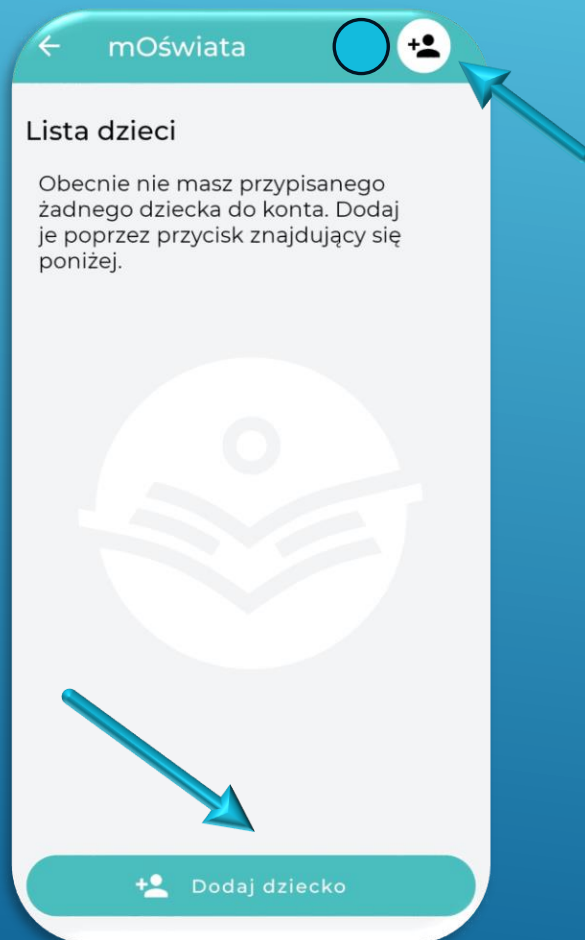 mOświata
Lista dzieci
Obecnie nie masz przypisanego
żadnego dziecka do konta. Dodaj
je poprzez przycisk znajdujący się
poniżej.
Dodaj dziecko